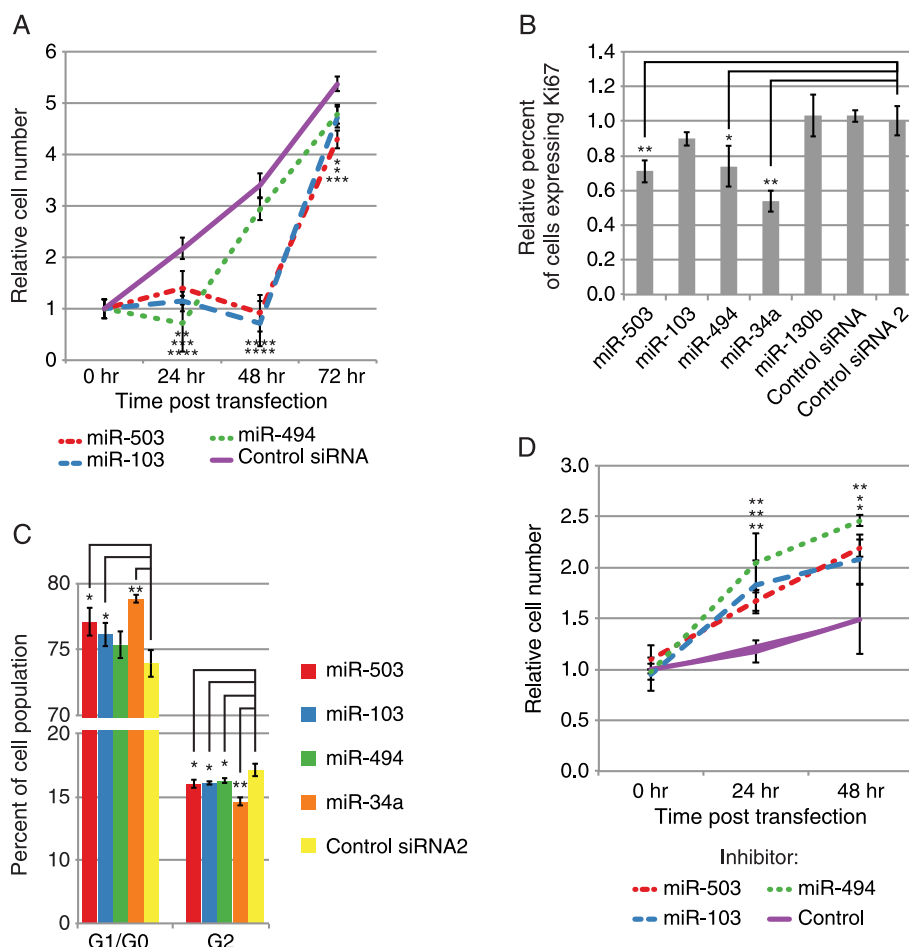 A
6
5
4
3
2
1
0
Relative cell number
*
**
***
**
***
****
****
****
0 hr 24 hr 48 hr 72 hr
Time post transfection
miR-503 miR-494
miR-103 Control siRNA
B
1.4
1.2
1.0
0.8
0.6
0.4
0.2
0.0
Relative percent
of cells expressing Ki67
** * **
miR-503 miR-103 miR-494 miR-34a miR-130b Control siRNA Control siRNA 2
C
80
75
70
20
15
10
0
Percent of cell population
* * **
* * * **
G1/G0 G2
miR-503
miR-103
miR-494
miR-34a
Control siRNA2
D
3.0
2.5
2.0
1.5
1.0
0.5
0.0
Relative cell number
**
**
**
**
*
*
0 hr 24 hr 48 hr
Time post transfection
Inhibitor:
miR-503 miR-494
miR-103 Control